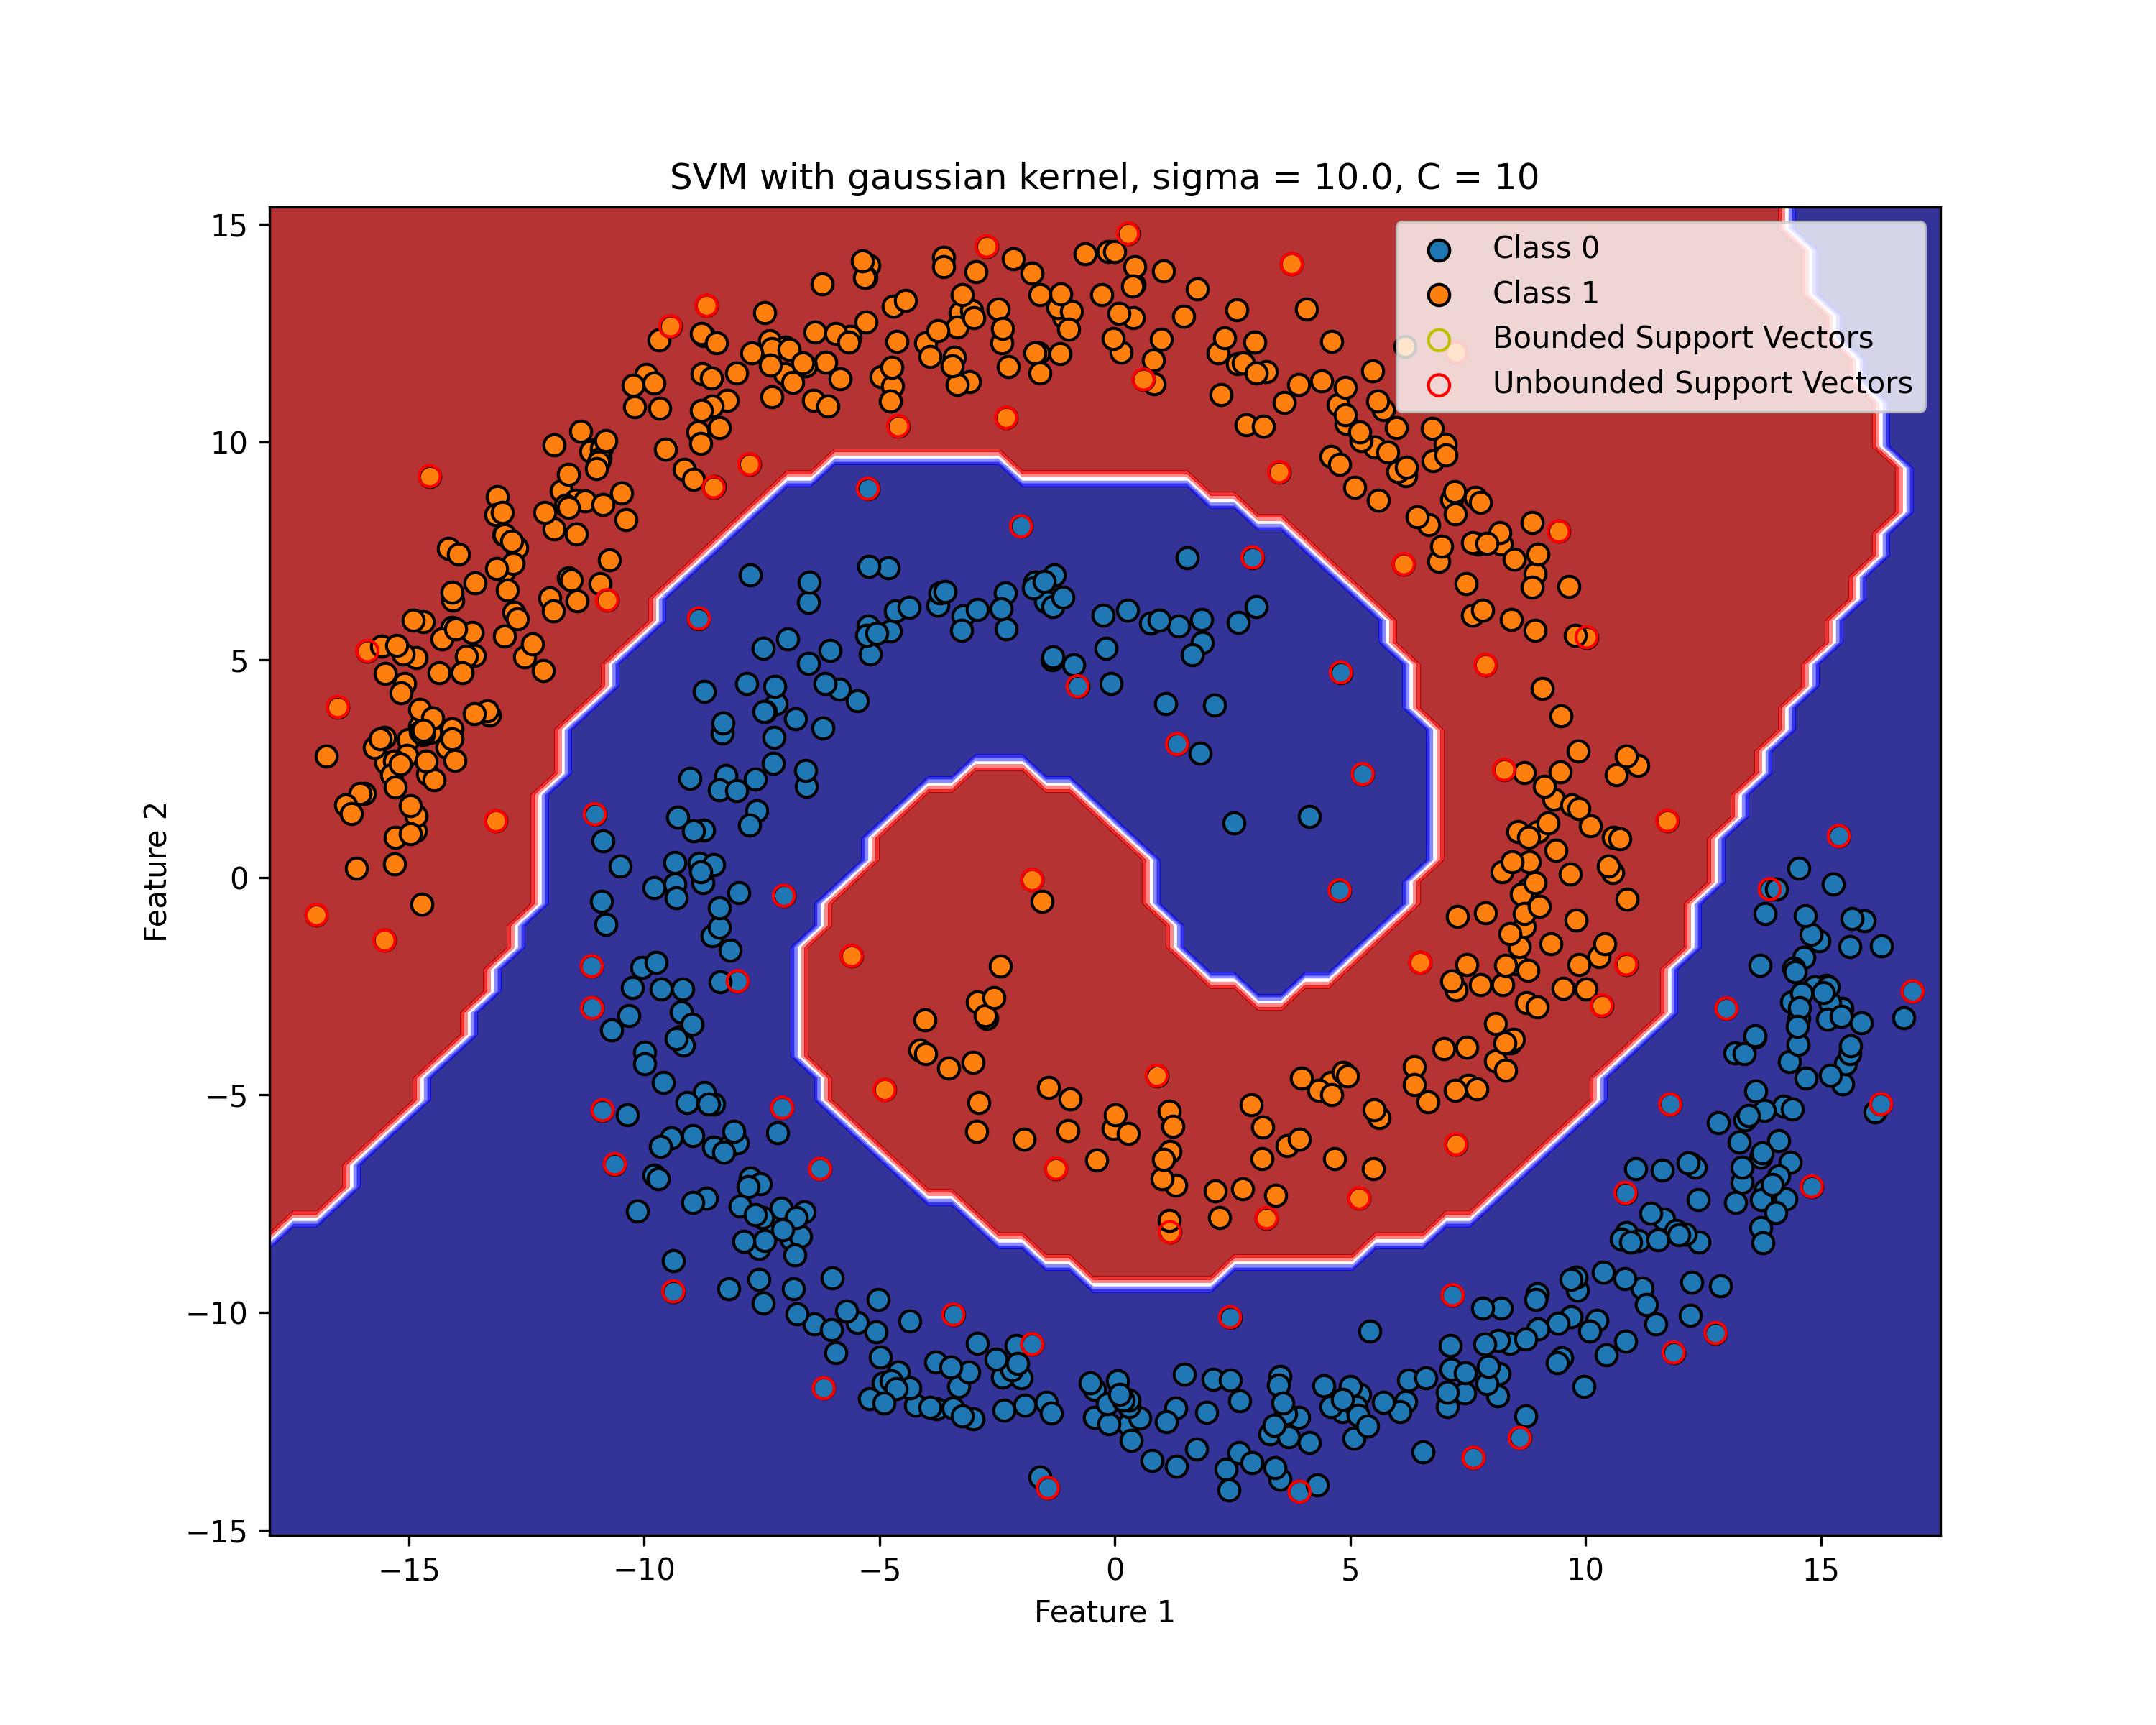 SVM with gaussian kernel, sigma = 10.0, C = 10
Class 0
Class 1
Bounded Support Vectors
Unbounded Support Vectors
15
10
5
0
−5
−10
−15
Feature 2
−15
−10
−5
0
5
10
15
Feature 1